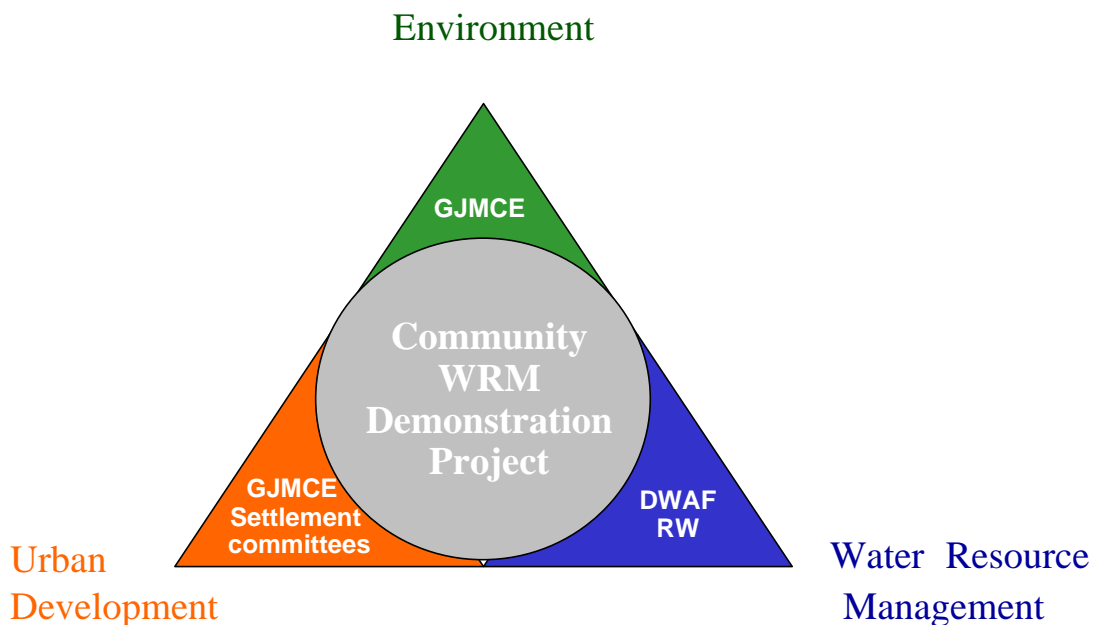 Environment
GJMCE
Community
WRM
Demonstration
Project
GJMCE
Settlement
committees
DWAF
RW
Urban
Development
Water Resource
Management